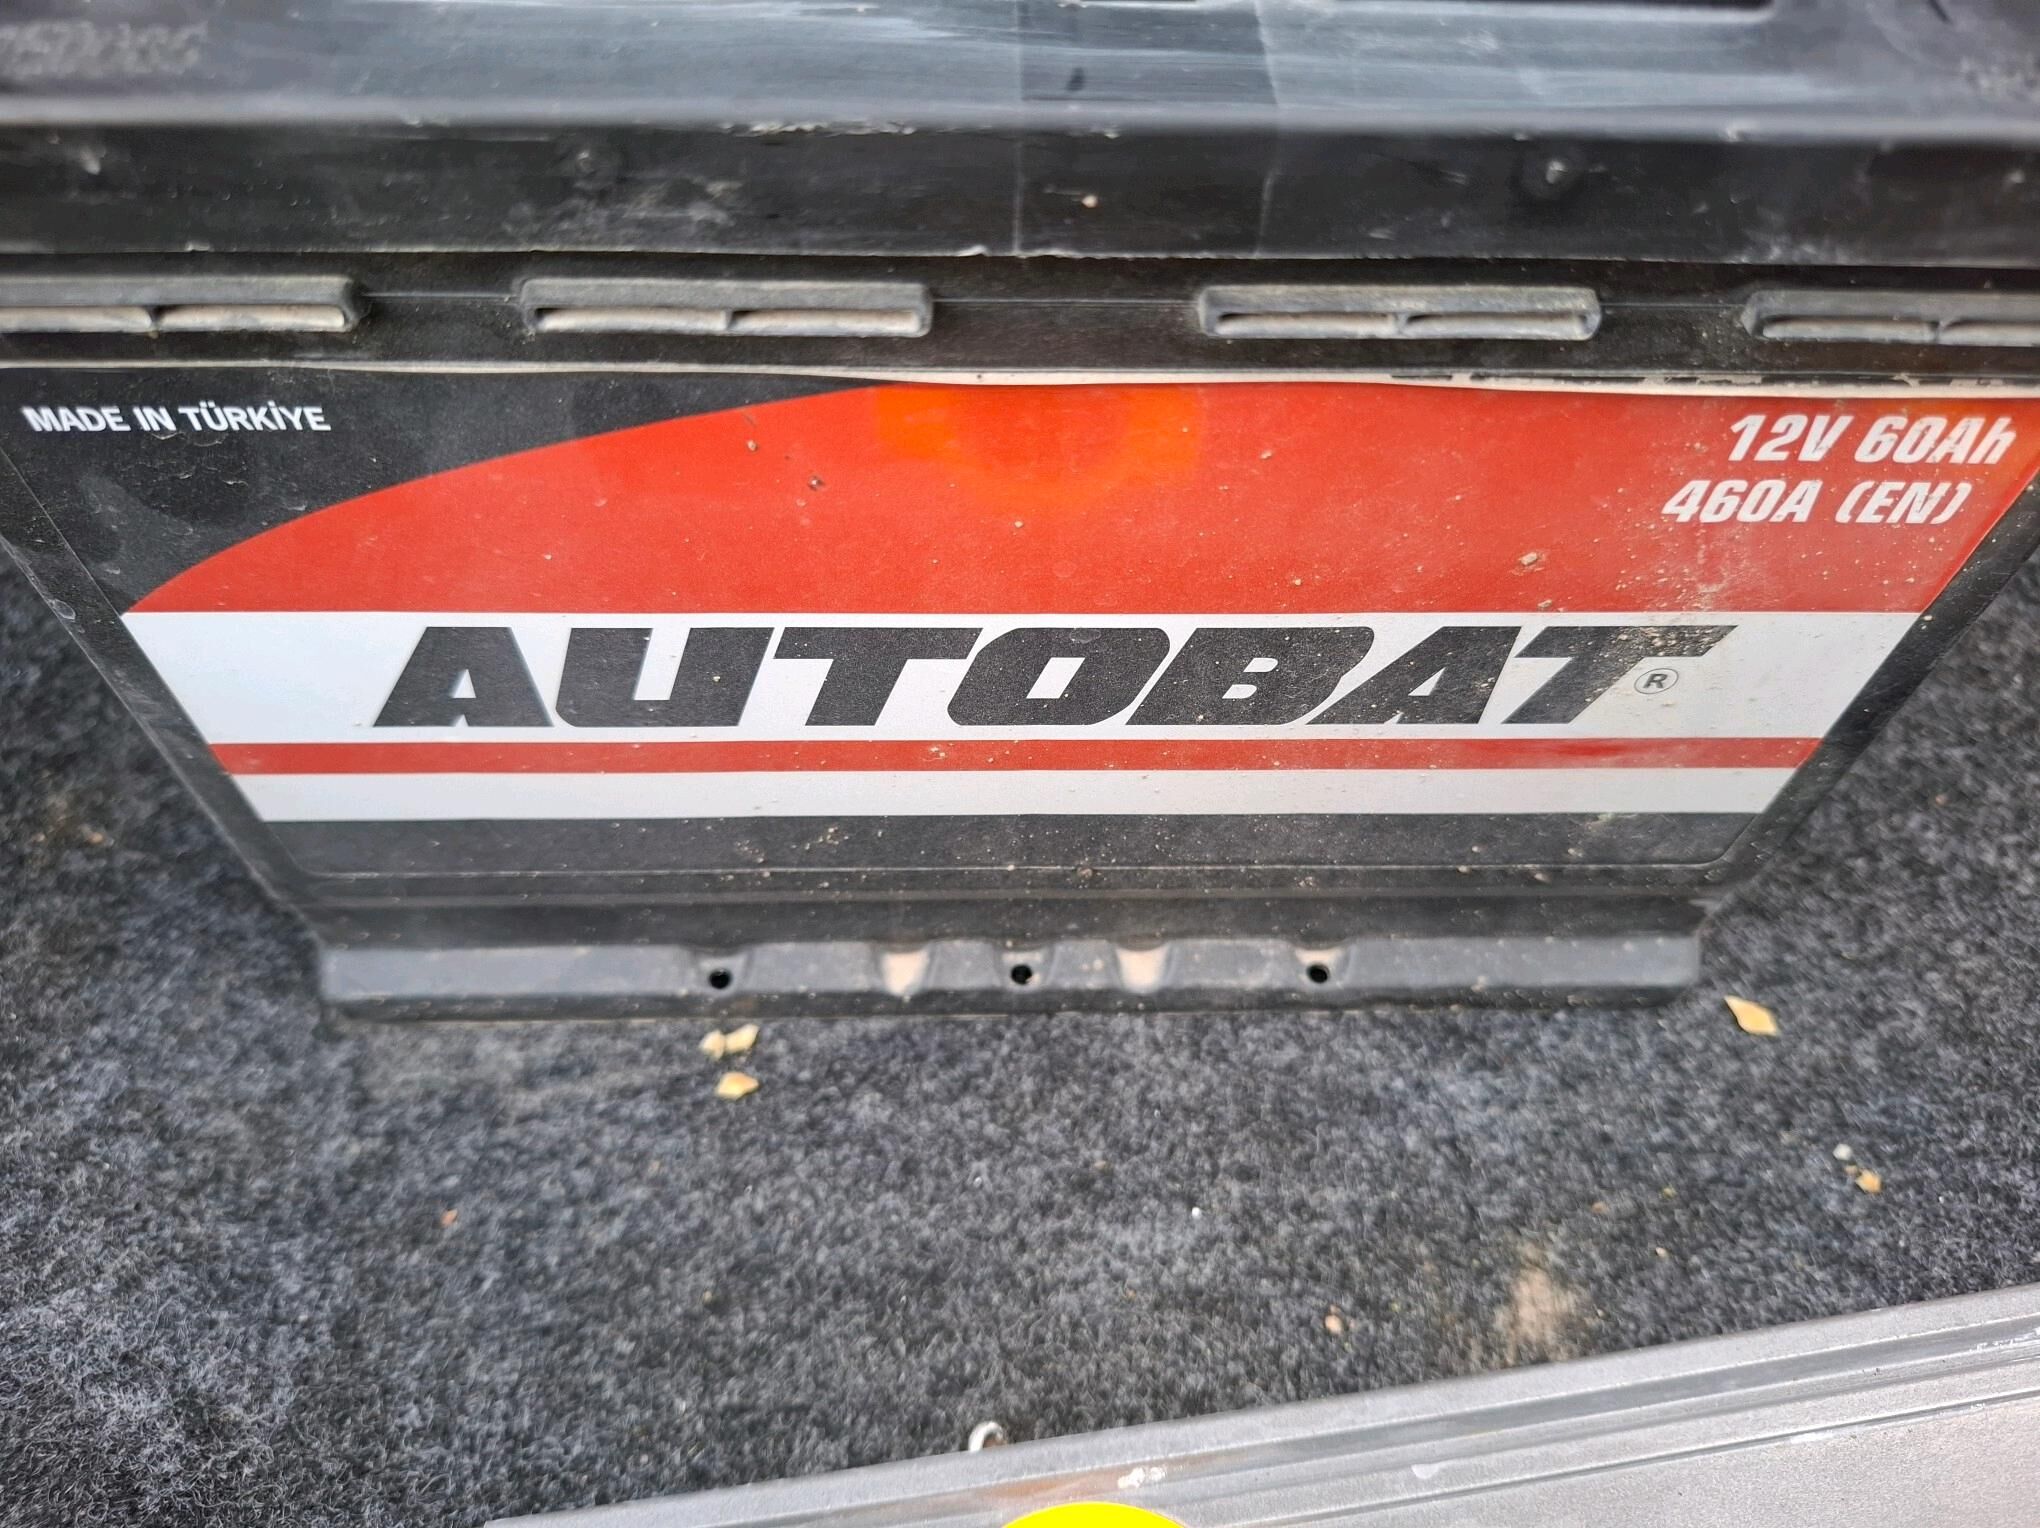 MADE IN TÜRKİYE
12V 60Ah
460A (EN)
AUTOBAT®